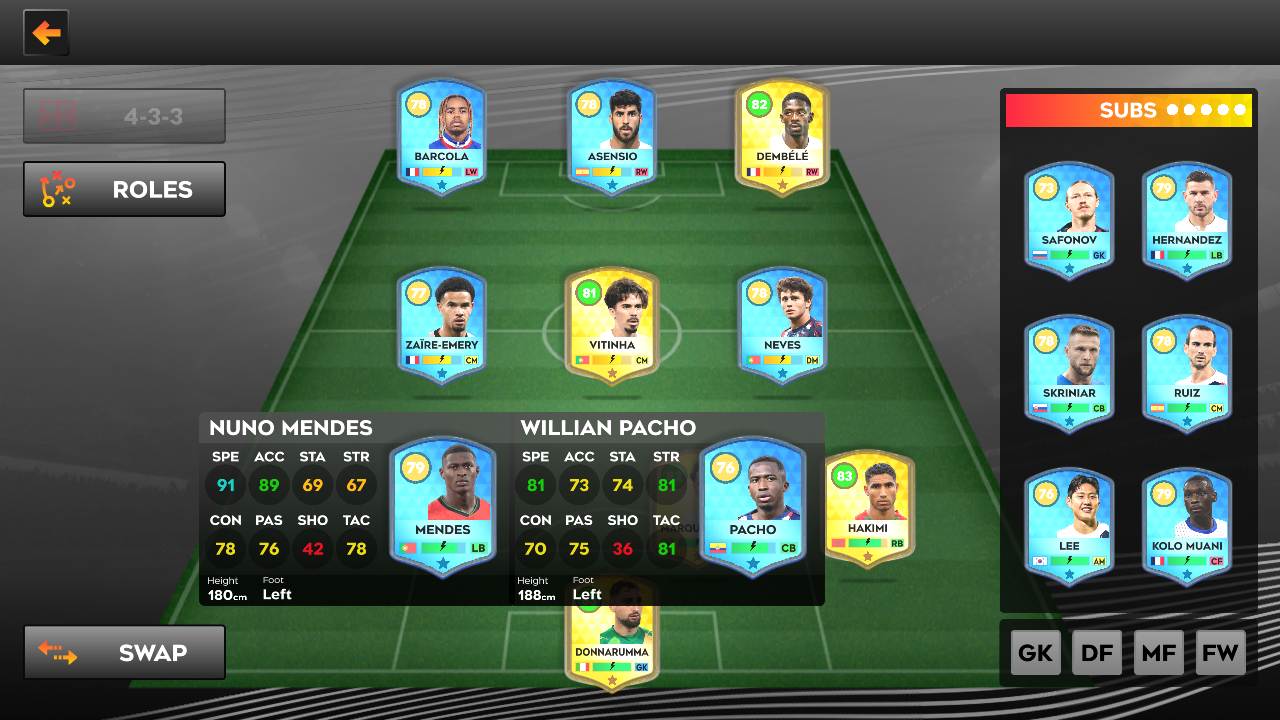 4-3-3
ROLES
78
BARCOLA
LW
78
ASENSIO
RW
82
DEMBÉLÉ
RW
SUBS
73
SAFONOV
GK
79
HERNANDEZ
LB
77
ZAÏRE-EMERY
CM
81
VITINHA
CM
78
NEVES
DM
78
SKRINIAR
CB
78
RUIZ
CM
NUNO MENDES
SPE ACC STA STR
91 89 69 67
CON PAS SHO TAC
78 76 42 78
Height
180cm
Foot
Left
79
MENDES
LB
WILLIAN PACHO
SPE ACC STA STR
81 73 74 81
CON PAS SHO TAC
70 75 36 81
Height
188cm
Foot
Left
76
PACHO
CB
83
HAKIMI
RB
76
LEE
AM
79
KOLO MUANI
CF
DONNARUMMA
GK
SWAP
GK DF MF FW